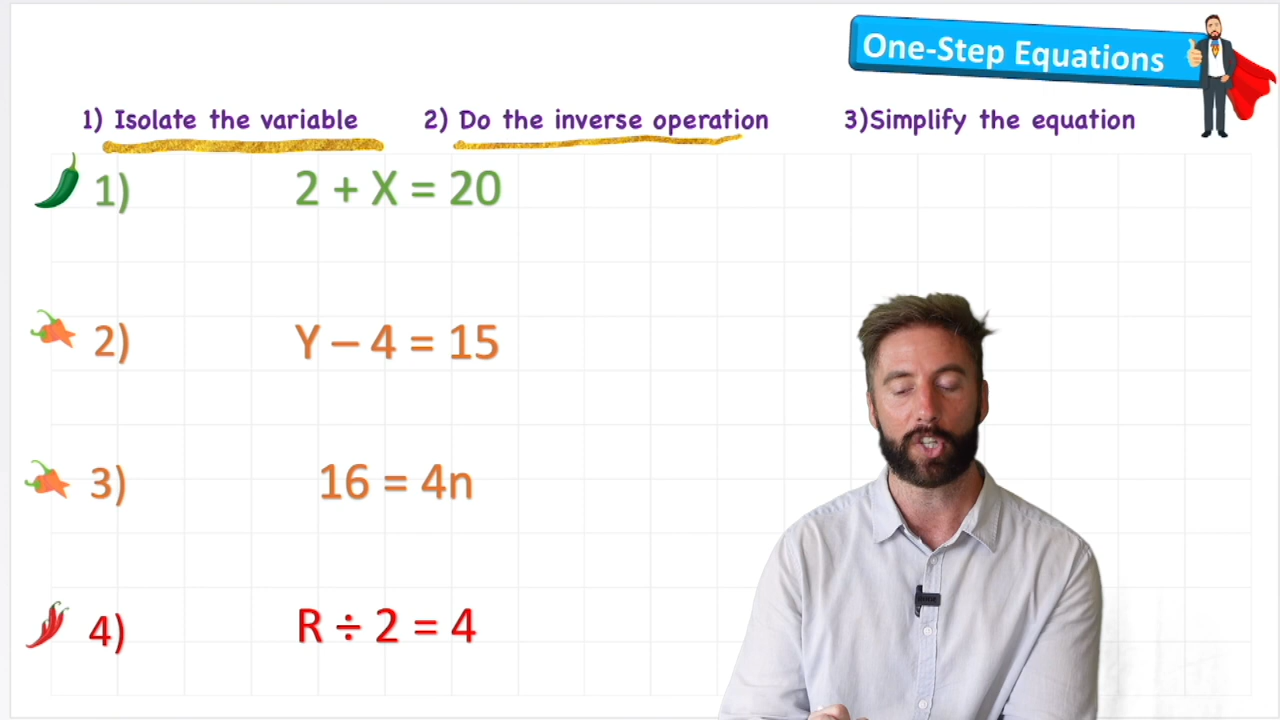 One-Step Equations
1) Isolate the variable 2) Do the inverse operation 3)Simplify the equation
1) 2 + X = 20
2) Y – 4 = 15
3) 16 = 4n
4) R ÷ 2 = 4